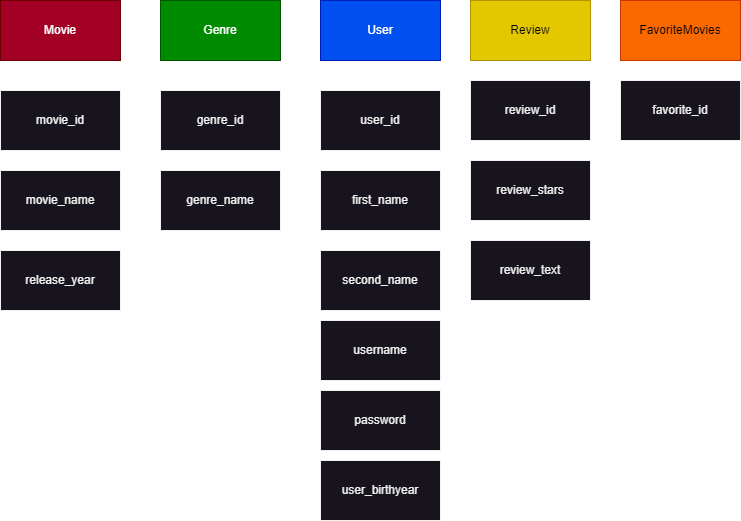 Movie
Genre
User
Review
FavoriteMovies
movie_id
genre_id
user_id
review_id
favorite_id
movie_name
genre_name
first_name
review_stars
release_year
second_name
review_text
username
password
user_birthyear